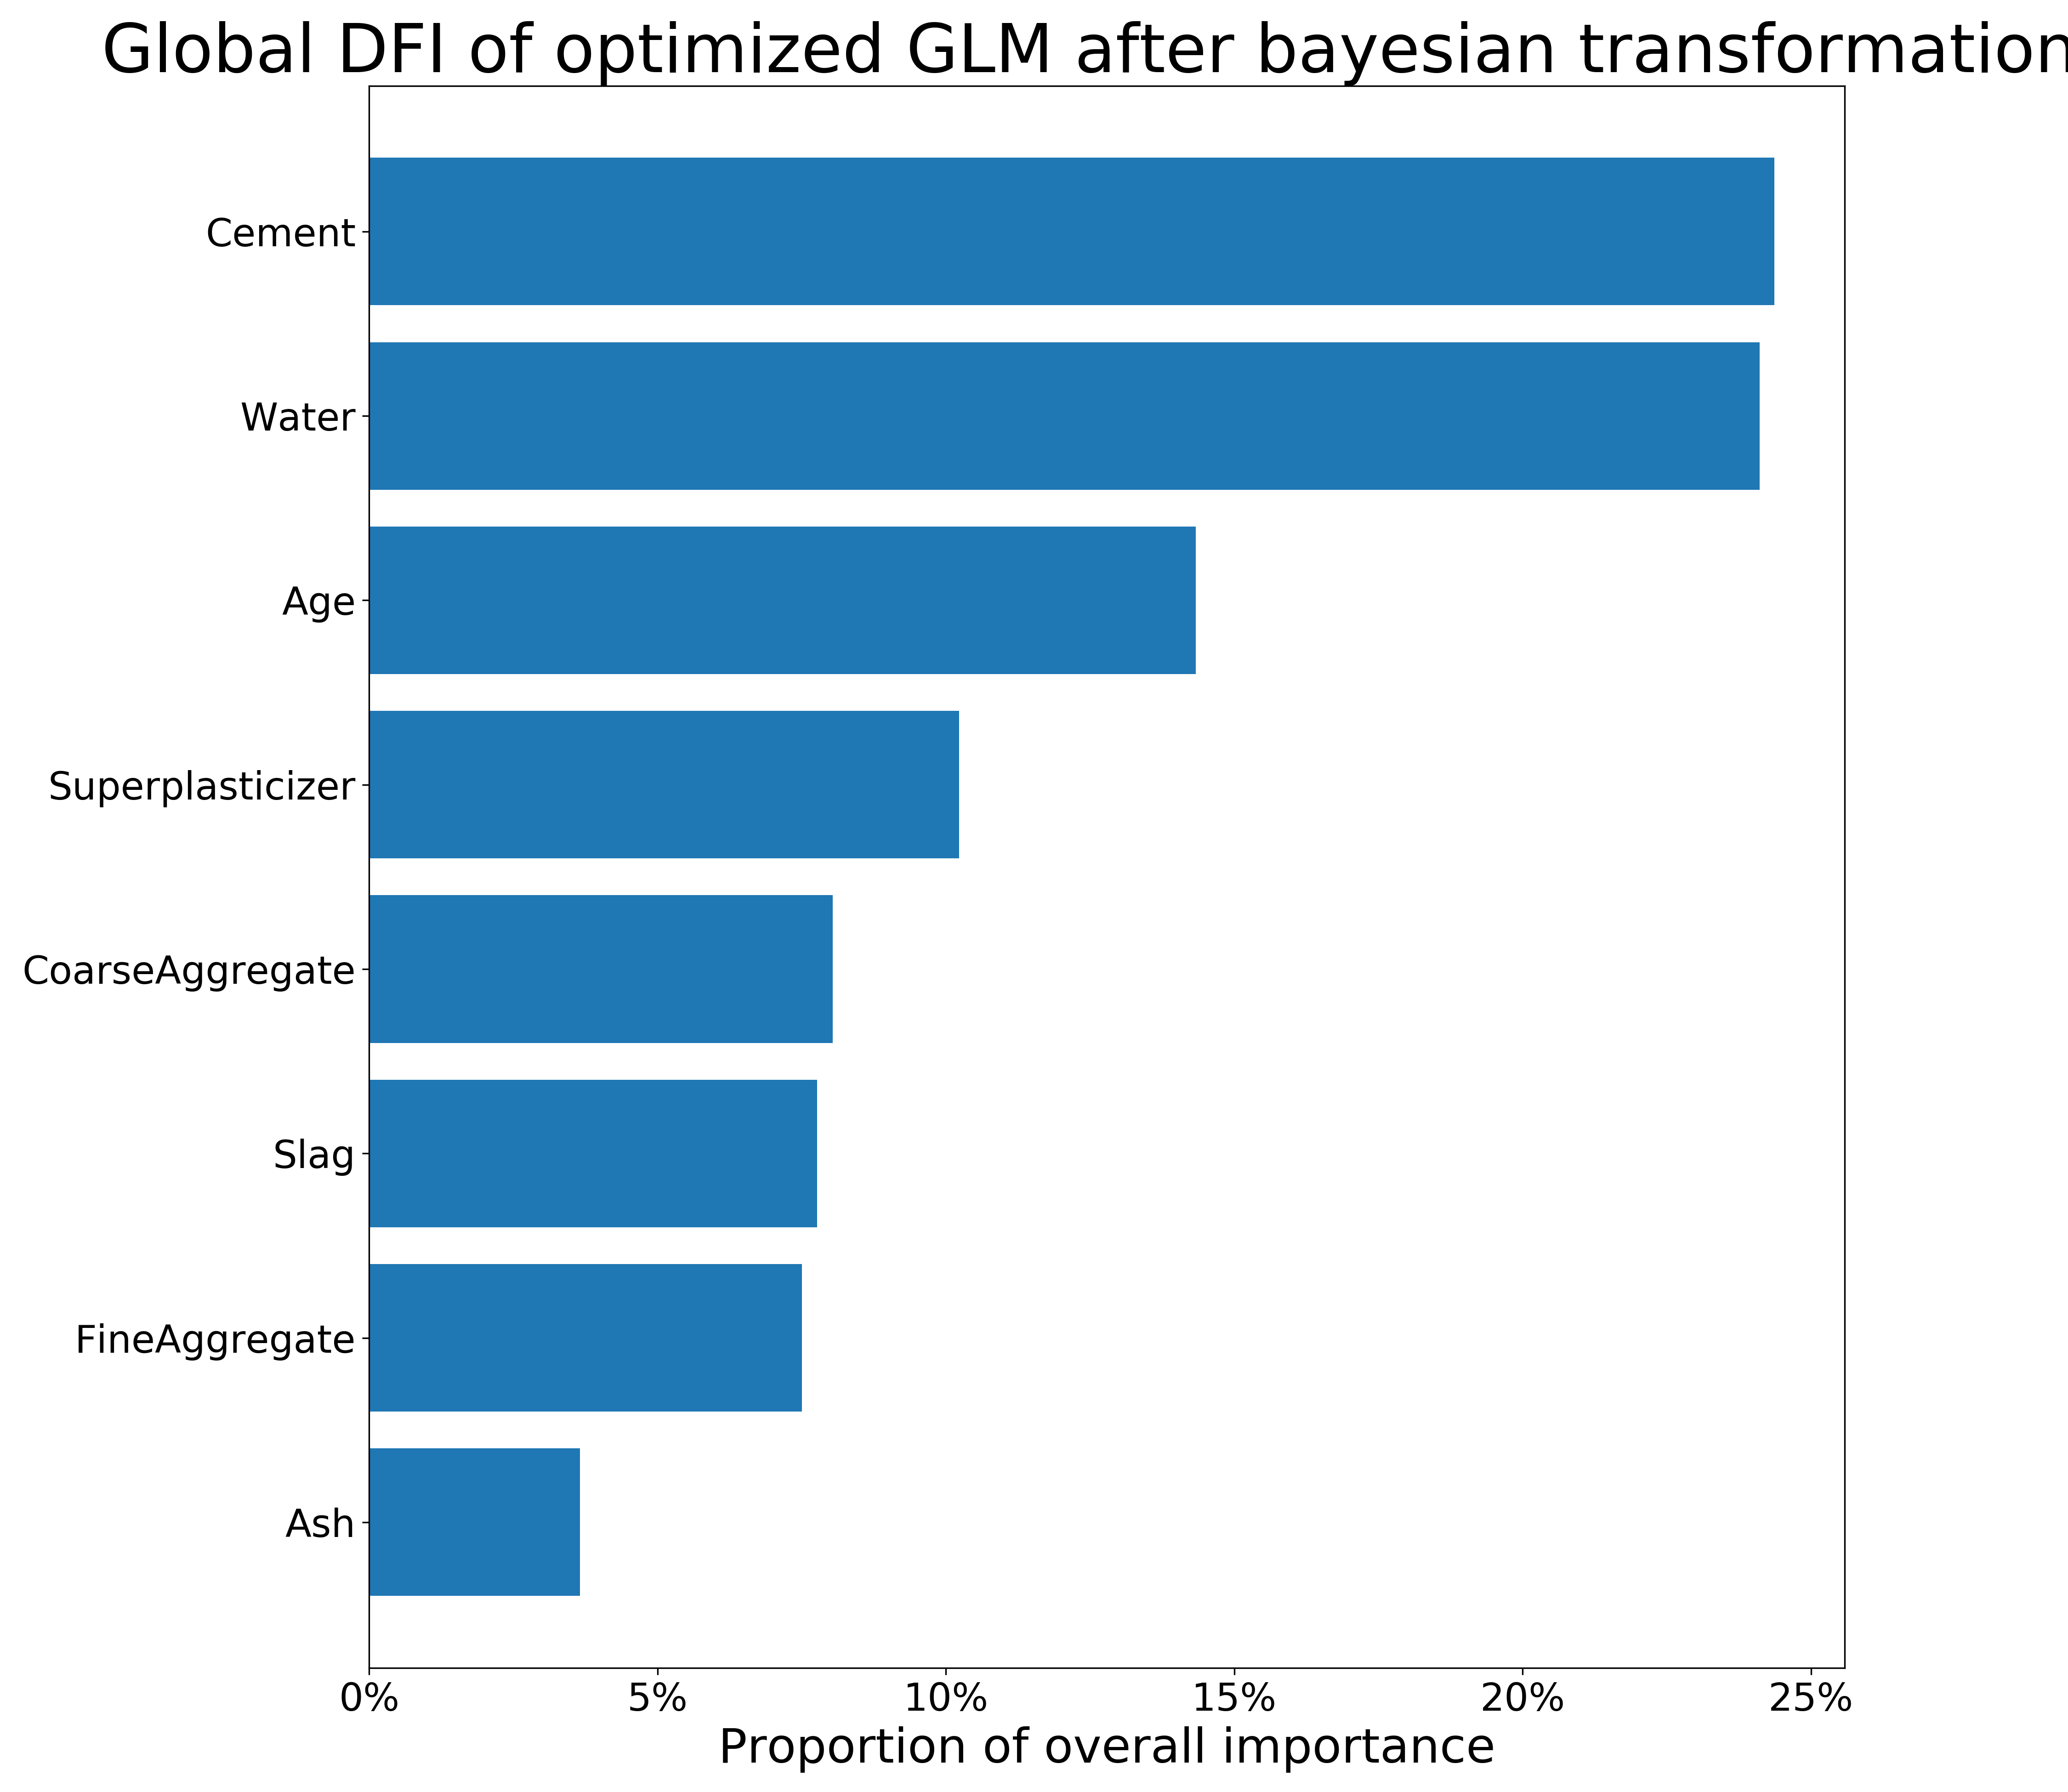 Global DFI of optimized GLM after bayesian transformation
Cement
Water
Age
Superplasticizer
CoarseAggregate
Slag
FineAggregate
Ash
0% 5% 10% 15% 20% 25%
Proportion of overall importance